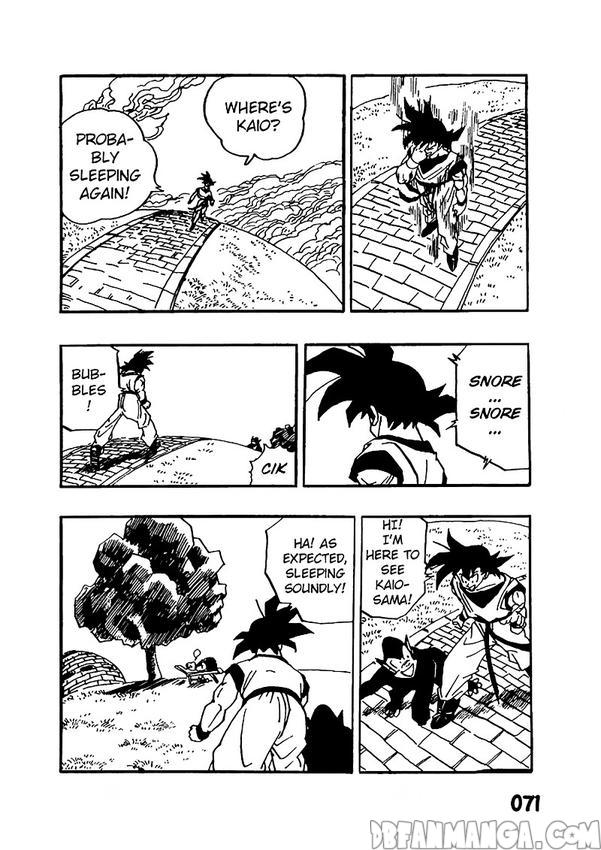 WHERE'S
KAIO?
PROBA-
BLY
SLEEPING
AGAIN!
SNORE
...
SNORE
...
CIK
BUB-
BLES
!
HI!
I'M
HERE
TO SEE
KAIO-
SAMA!
HA! AS
EXPECTED,
SLEEPING
SOUNDLY!
071
DBFANMANGA.COM